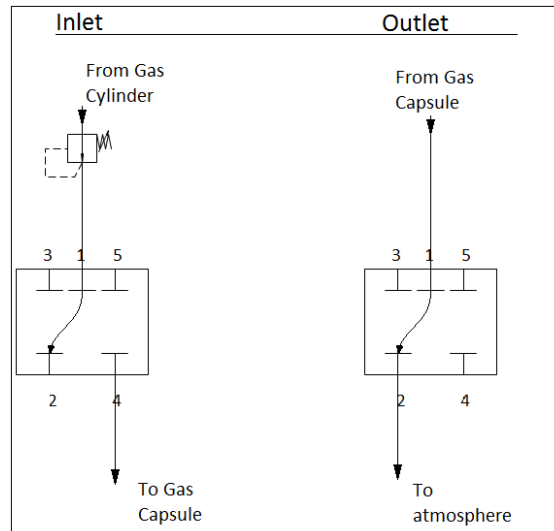 Inlet
Outlet
From Gas
Cylinder
From Gas
Capsule
3 1 5
3 1 5
2 4
2 4
To Gas
Capsule
To
atmosphere